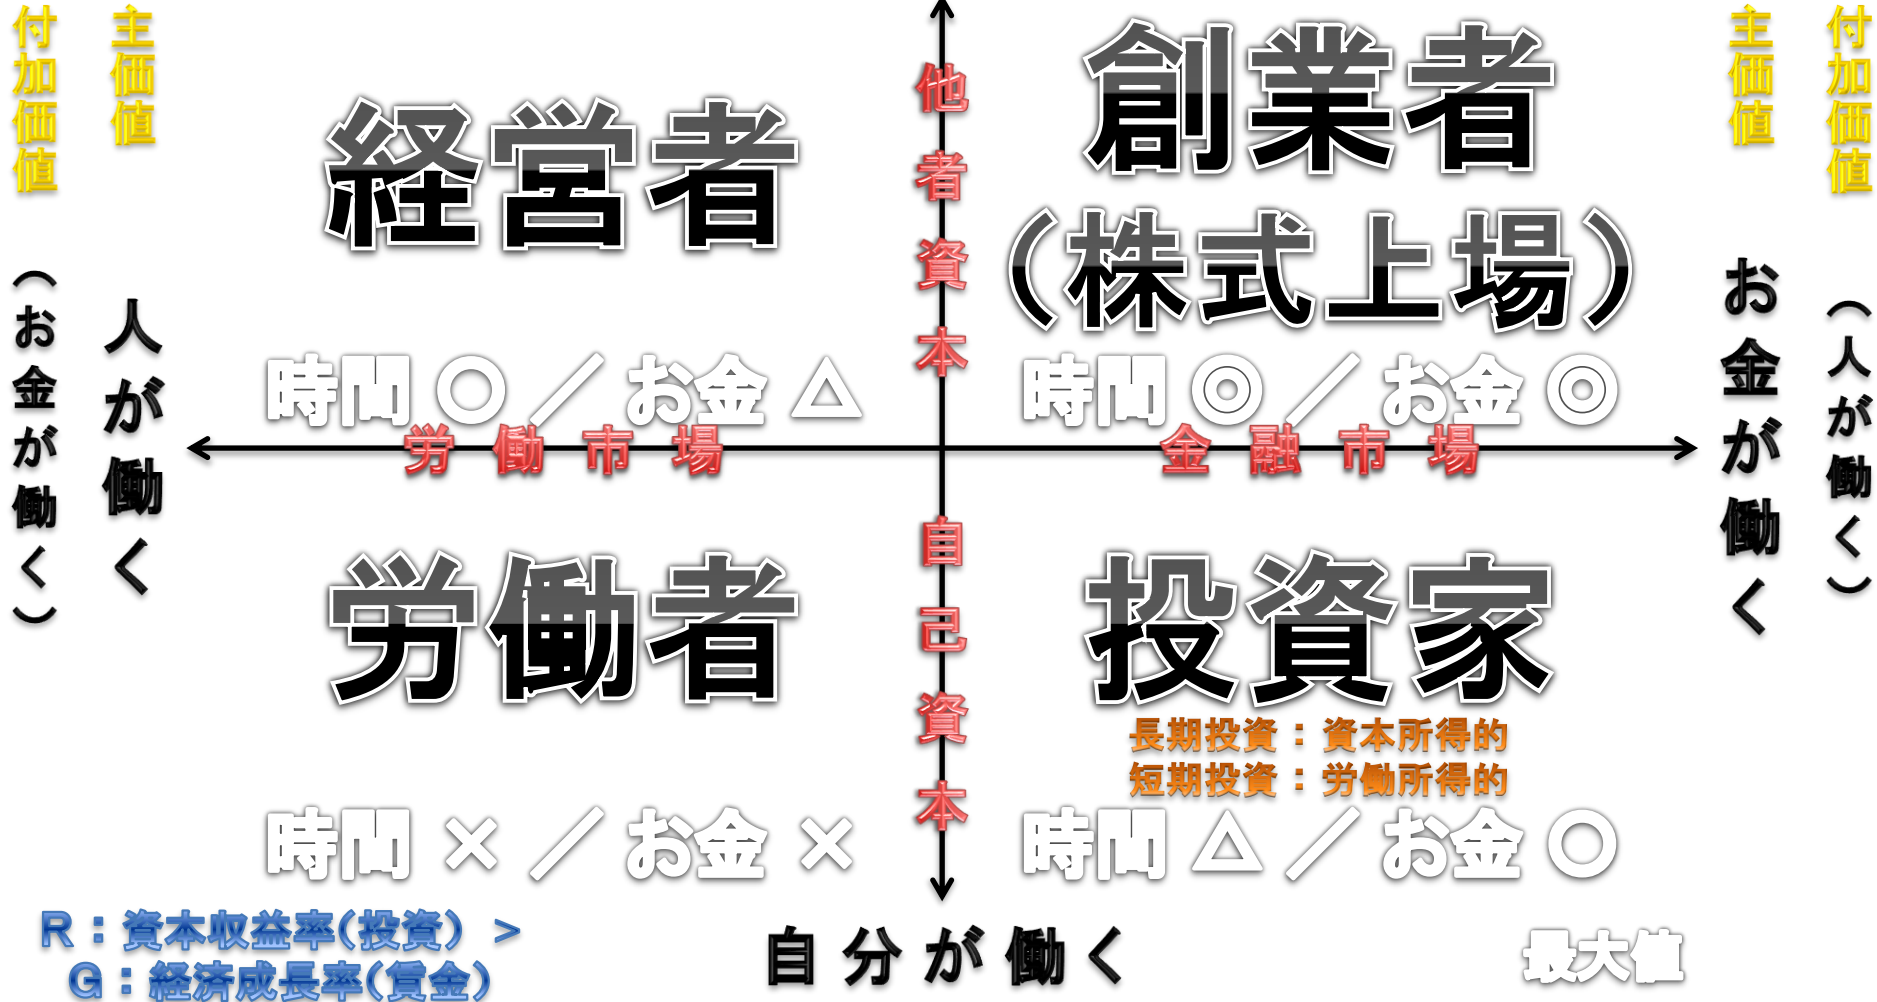 付加価値
(お金が働く)
主価値
人が働く
経営者
時間 ○／お金 △
他者資本
創業者
(株式上場)
時間 ◎／お金 ◎
主価値
お金が働く
付加価値
(人が働く)
労働市場
金融市場
労働者
時間 ×／お金 ×
自己資本
投資家
長期投資：資本所得的
短期投資：労働所得的
時間 △／お金 ○
R：資本収益率(投資) ＞
G：経済成長率(賃金)
自分が働く
最大値